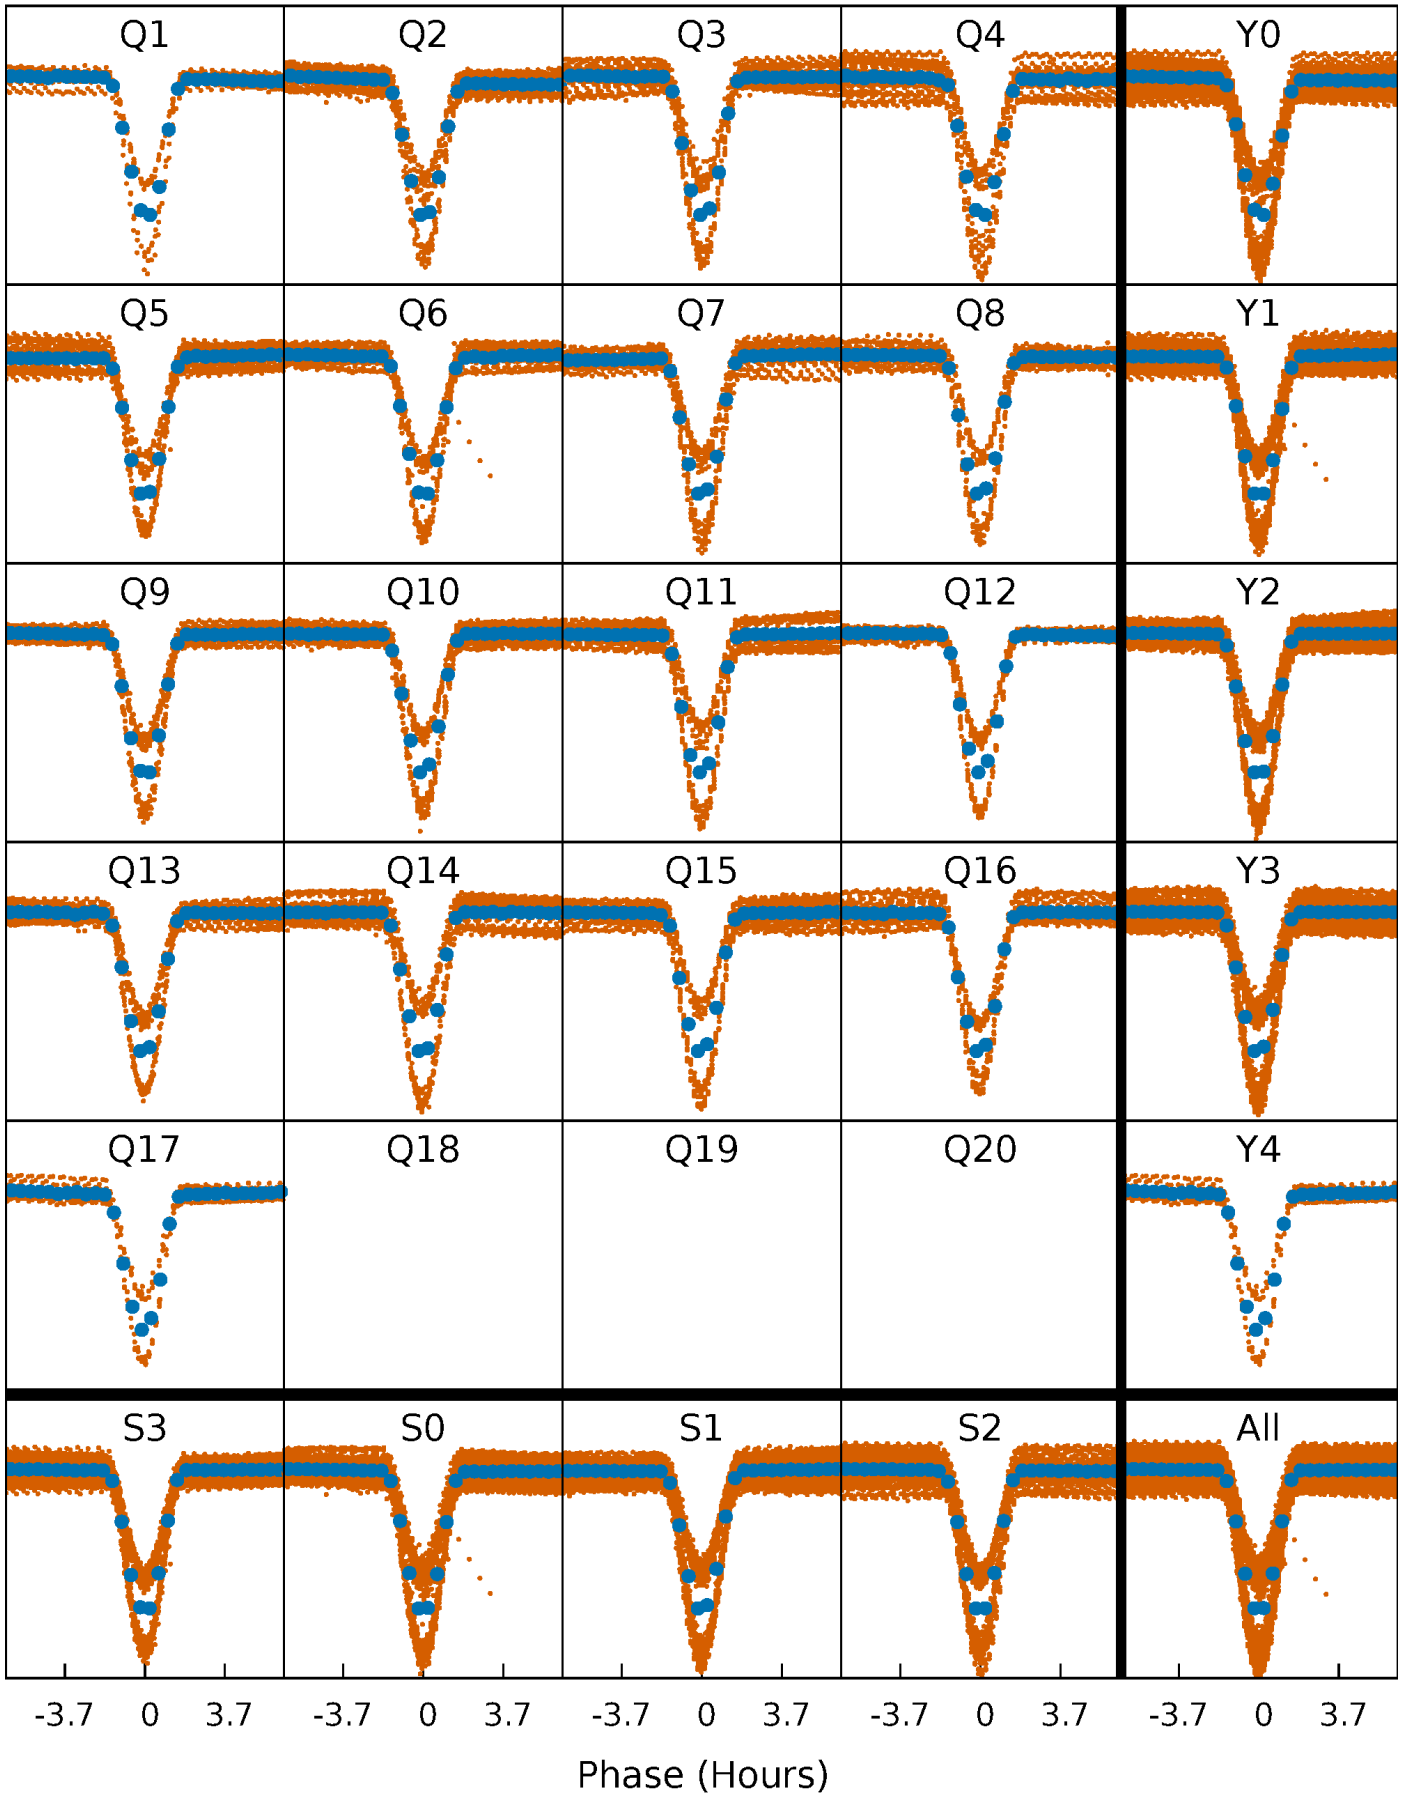 Q1 Q2 Q3 Q4 Y0
Q5 Q6 Q7 Q8 Y1
Q9 Q10 Q11 Q12 Y2
Q13 Q14 Q15 Q16 Y3
Q17 Q18 Q19 Q20 Y4
S3 S0 S1 S2 All
-3.7 0 3.7 -3.7 0 3.7 -3.7 0 3.7 -3.7 0 3.7 -3.7 0 3.7
Phase (Hours)